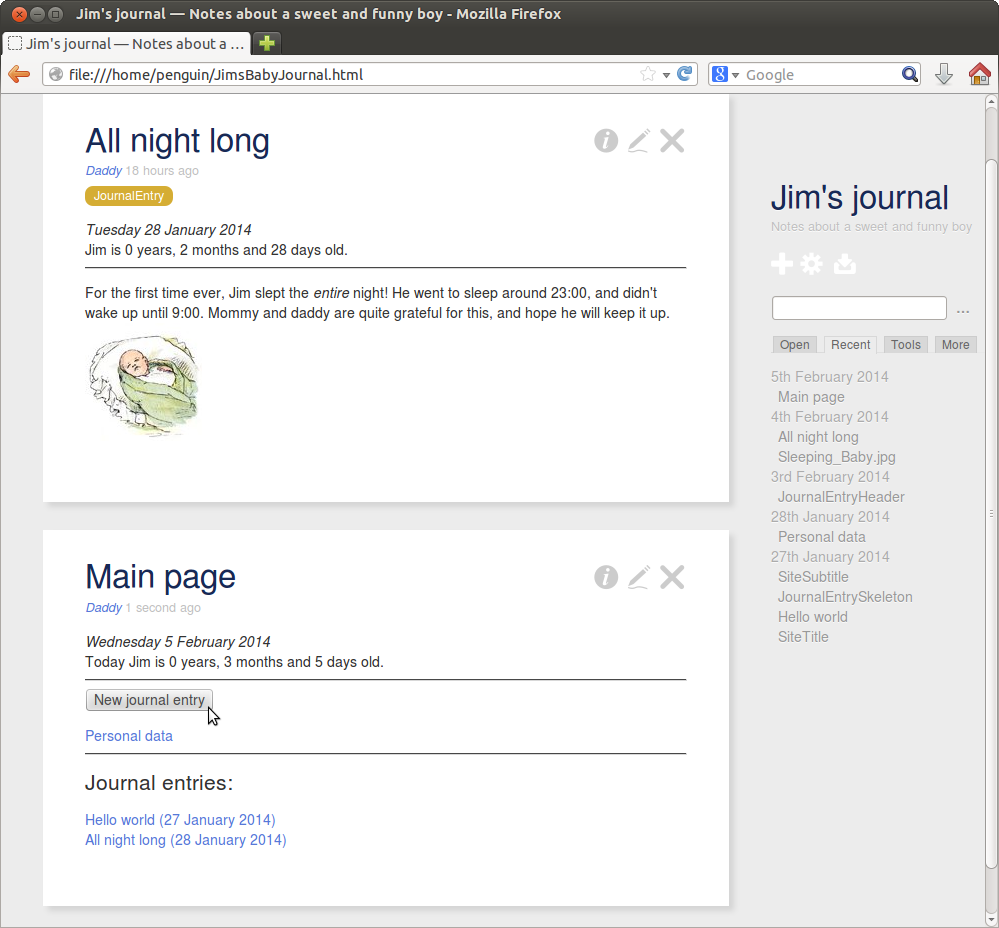 Jim's journal — Notes about a sweet and funny boy - Mozilla Firefox
Jim's journal — Notes about a ...
file:///home/penguin/JimsBabyJournal.html
8 Google
All night long
Daddy 18 hours ago
JournalEntry
Tuesday 28 January 2014
Jim is 0 years, 2 months and 28 days old.
For the first time ever, Jim slept the entire night! He went to sleep around 23:00, and didn't
wake up until 9:00. Mommy and daddy are quite grateful for this, and hope he will keep it up.
Main page
Daddy 1 second ago
Wednesday 5 February 2014
Today Jim is 0 years, 3 months and 5 days old.
New journal entry
Personal data
Journal entries:
Hello world (27 January 2014)
All night long (28 January 2014)
Jim's journal
Notes about a sweet and funny boy
...
Open Recent Tools More
5th February 2014
Main page
4th February 2014
All night long
Sleeping_Baby.jpg
3rd February 2014
JournalEntryHeader
28th January 2014
Personal data
27th January 2014
SiteSubtitle
JournalEntrySkeleton
Hello world
SiteTitle